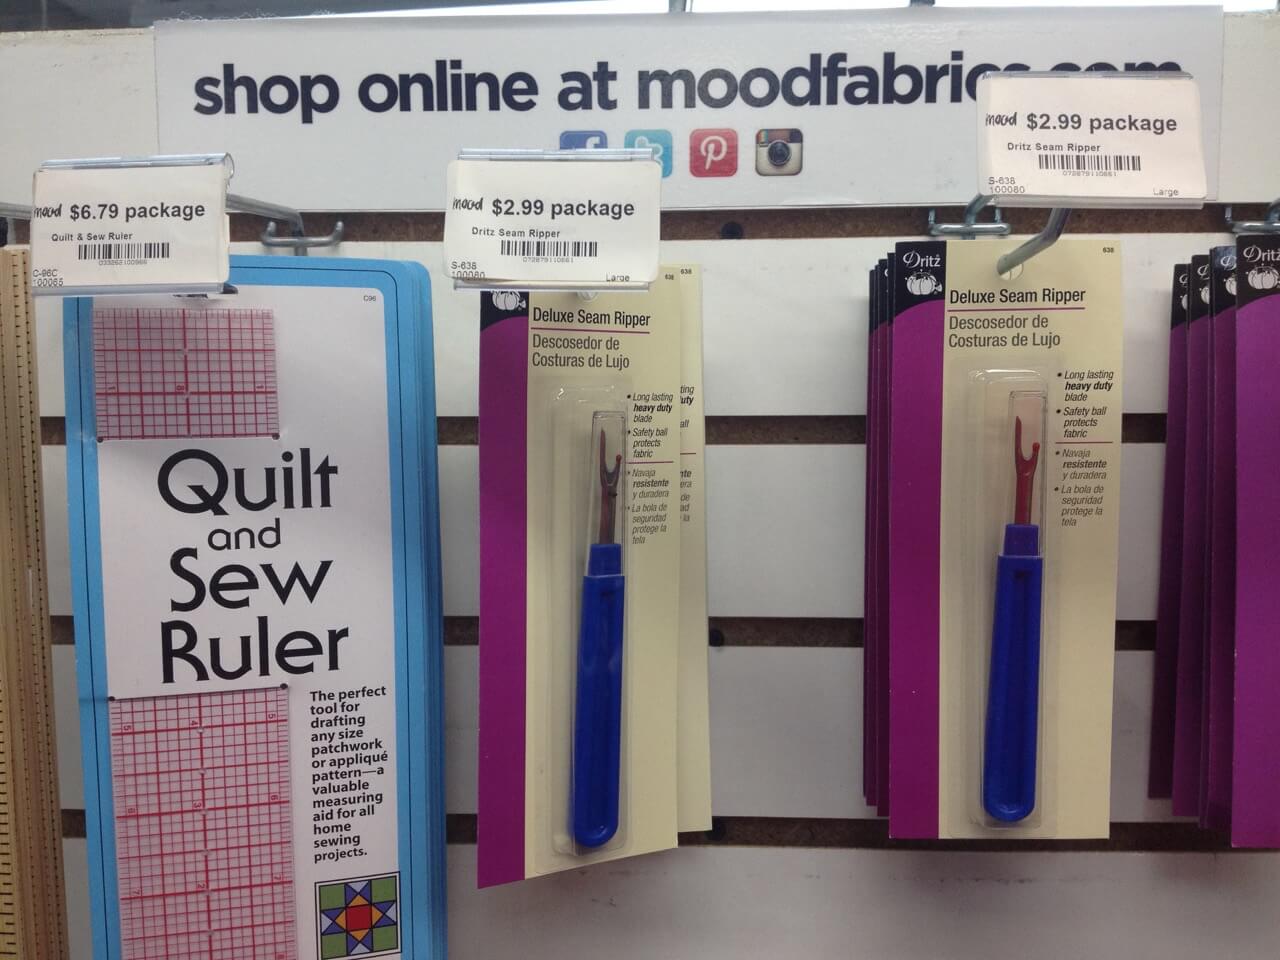 shop online at moodfabrics.com
mood $6.79 package
Quilt & Sew Ruler
C-96C
100065
mood $2.99 package
Dritz Seam Ripper
072879110661
S-638
100080
Large
mood $2.99 package
Dritz Seam Ripper
072879110661
S-638
100080
Large
C96
Quilt
and
Sew
Ruler
The perfect
tool for
drafting
any size
patchwork
or appliqué
pattern—a
valuable
measuring
aid for all
home
sewing
projects.
638
638
Deluxe Seam Ripper
Descosedor de
Costuras de Lujo
• Long lasting
heavy duty
blade
• Safety ball
protects
fabric
• Navaja
resistente
y duradera
• La bola de
seguridad
protege la
tela
Dritz
638
Deluxe Seam Ripper
Descosedor de
Costuras de Lujo
• Long lasting
heavy duty
blade
• Safety ball
protects
fabric
• Navaja
resistente
y duradera
• La bola de
seguridad
protege la
tela
Dritz